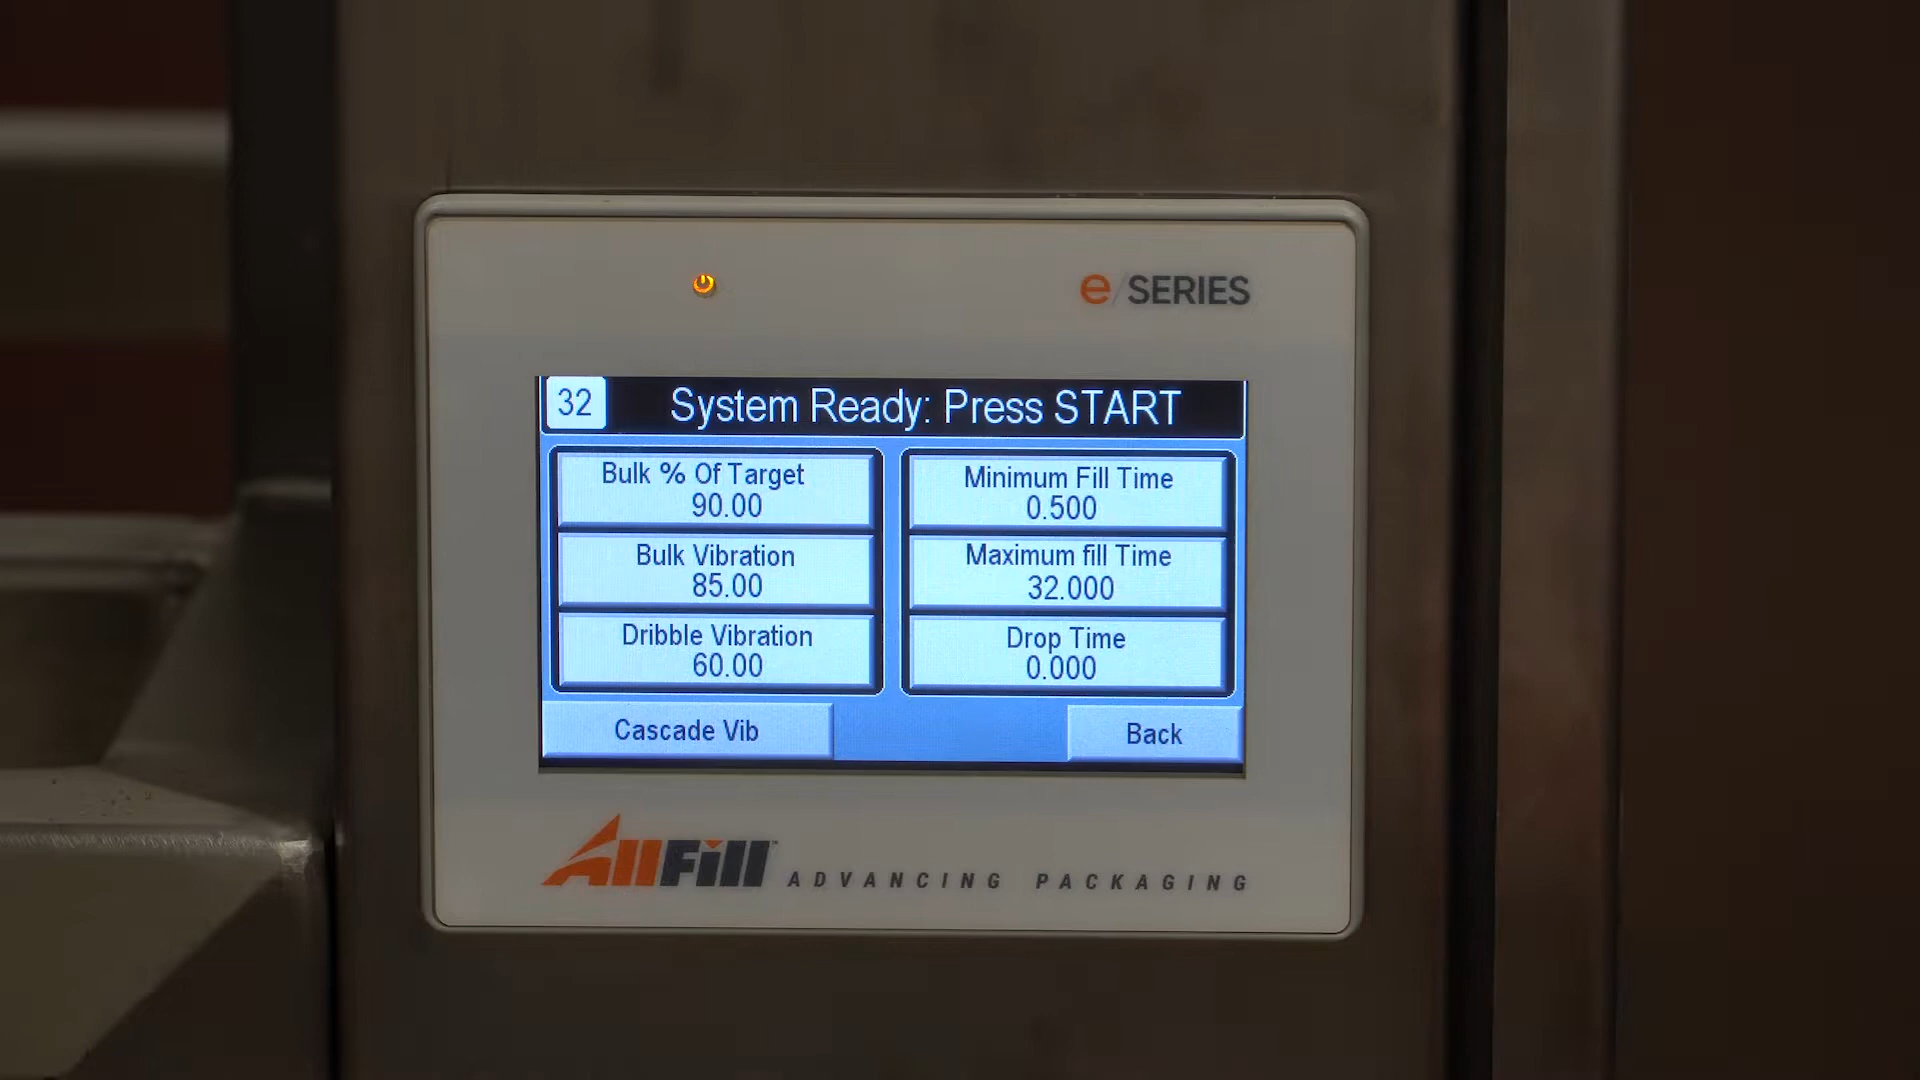 e/SERIES
32 System Ready: Press START
Bulk % Of Target
90.00
Minimum Fill Time
0.500
Bulk Vibration
85.00
Maximum fill Time
32.000
Dribble Vibration
60.00
Drop Time
0.000
Cascade Vib
Back
AllFill™ ADVANCING PACKAGING